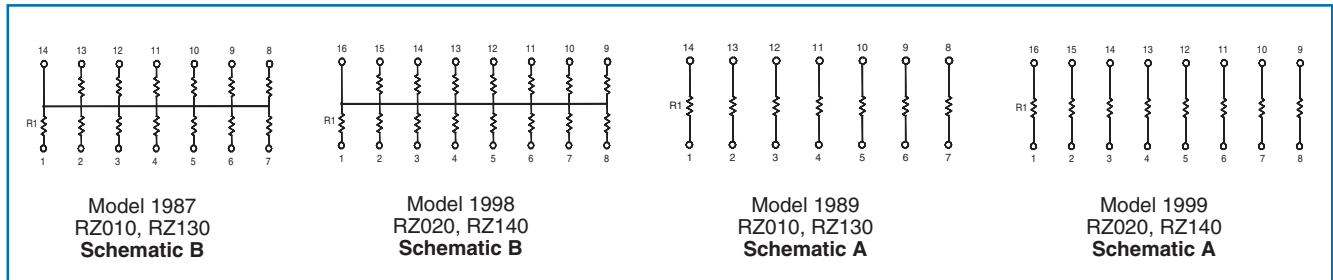 14 13 12 11 10 9 8
R1
1 2 3 4 5 6 7
Model 1987
RZ010, RZ130
Schematic B
16 15 14 13 12 11 10 9
R1
1 2 3 4 5 6 7 8
Model 1998
RZ020, RZ140
Schematic B
14 13 12 11 10 9 8
R1
1 2 3 4 5 6 7
Model 1989
RZ010, RZ130
Schematic A
16 15 14 13 12 11 10 9
R1
1 2 3 4 5 6 7 8
Model 1999
RZ020, RZ140
Schematic A